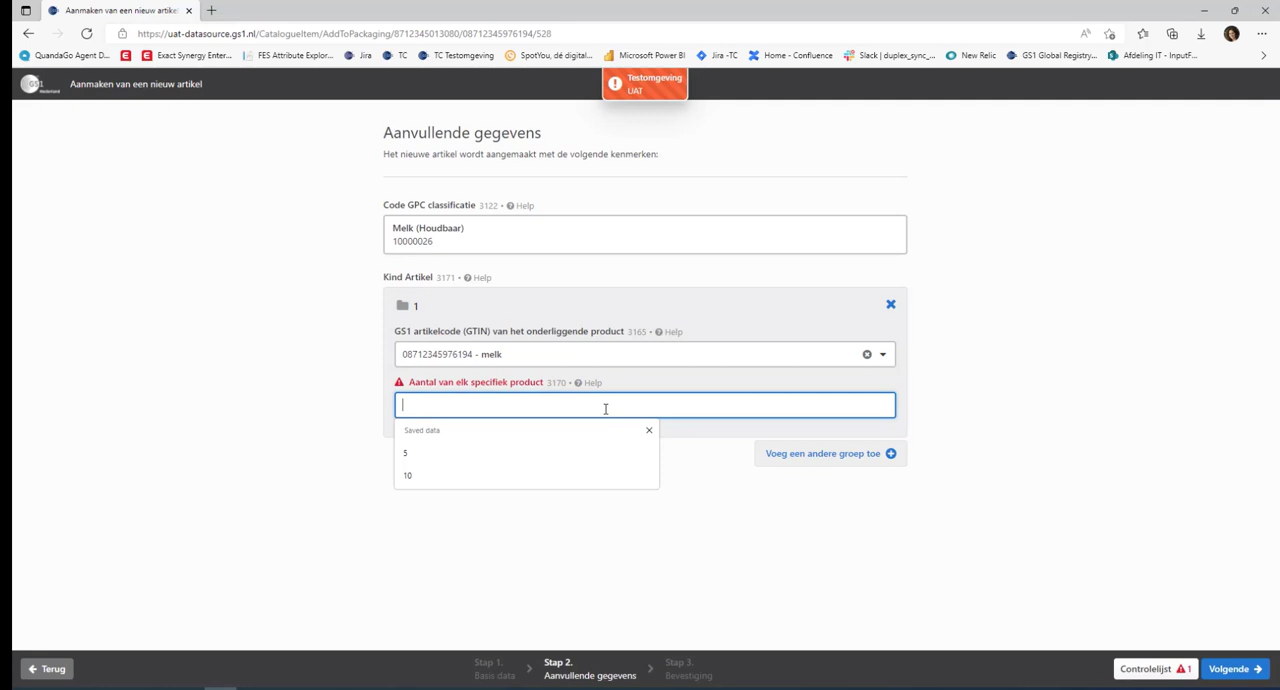 Aanmaken van een nieuw artikel
https://uat-datasource.gs1.nl/CatalogueItem/AddToPackaging/8712345013080/08712345976194/528
QuandaGo Agent D... Exact Synergy Enter... FES Attribute Explor... Jira TC TC Testomgeving SpotYou, dé digital... Microsoft Power BI Jira -TC Home - Confluence Slack | duplex_sync_... New Relic GS1 Global Registry... Afdeling IT - InputF...
GS1 Aanmaken van een nieuw artikel
Testomgeving
UAT
Aanvullende gegevens
Het nieuwe artikel wordt aangemaakt met de volgende kenmerken:
Code GPC classificatie 3122 • Help
Melk (Houdbaar)
10000026
Kind Artikel 3171 • Help
1
GS1 artikelcode (GTIN) van het onderliggende product 3165 • Help
08712345976194 - melk
Aantal van elk specifiek product 3170 • Help
Saved data
5
10
Voeg een andere groep toe
Terug
Stap 1.
Basis data
Stap 2.
Aanvullende gegevens
Stap 3.
Bevestiging
Controlelijst 1
Volgende